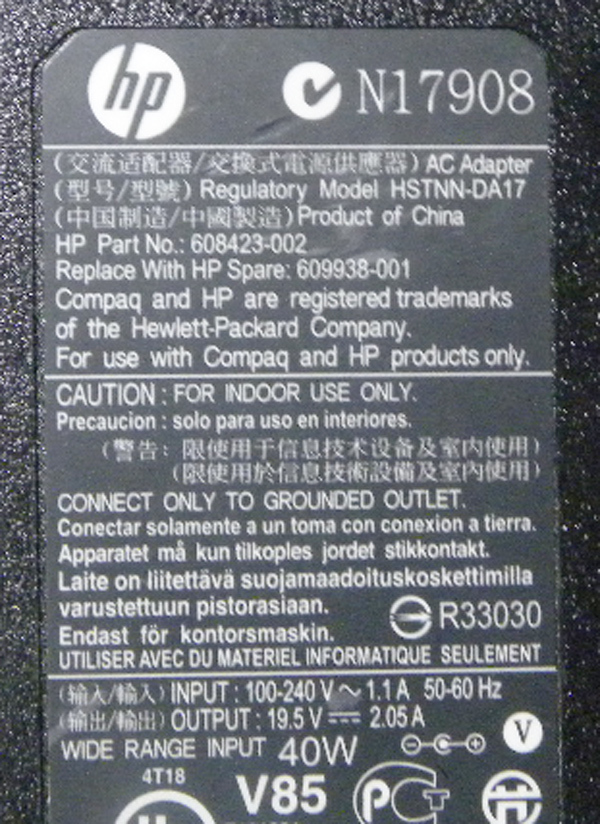 hp N17908
(交流适配器/交換式電源供應器) AC Adapter
(型号/型號) Regulatory Model HSTNN-DA17
(中国制造/中國製造) Product of China
HP Part No.: 608423-002
Replace With HP Spare: 609938-001
Compaq and HP are registered trademarks
of the Hewlett-Packard Company.
For use with Compaq and HP products only.
CAUTION : FOR INDOOR USE ONLY.
Precaucion : solo para uso en interiores.
(警告: 限使用于信息技术设备及室内使用)
(限使用於信息技術設備及室內使用)
CONNECT ONLY TO GROUNDED OUTLET.
Conectar solamente a un toma con conexion a tierra.
Apparatet må kun tilkoples jordet stikkontakt.
Laite on liitettävä suojamaadoituskoskettimilla
varustettuun pistorasiaan.
Endast för kontorsmaskin. R33030
UTILISER AVEC DU MATERIEL INFORMATIQUE SEULEMENT
(输入/輸入) INPUT : 100-240 V ~ 1.1 A 50-60 Hz
(输出/輸出) OUTPUT : 19.5 V ⎓ 2.05 A
WIDE RANGE INPUT 40W V
4T18 V85 PCT